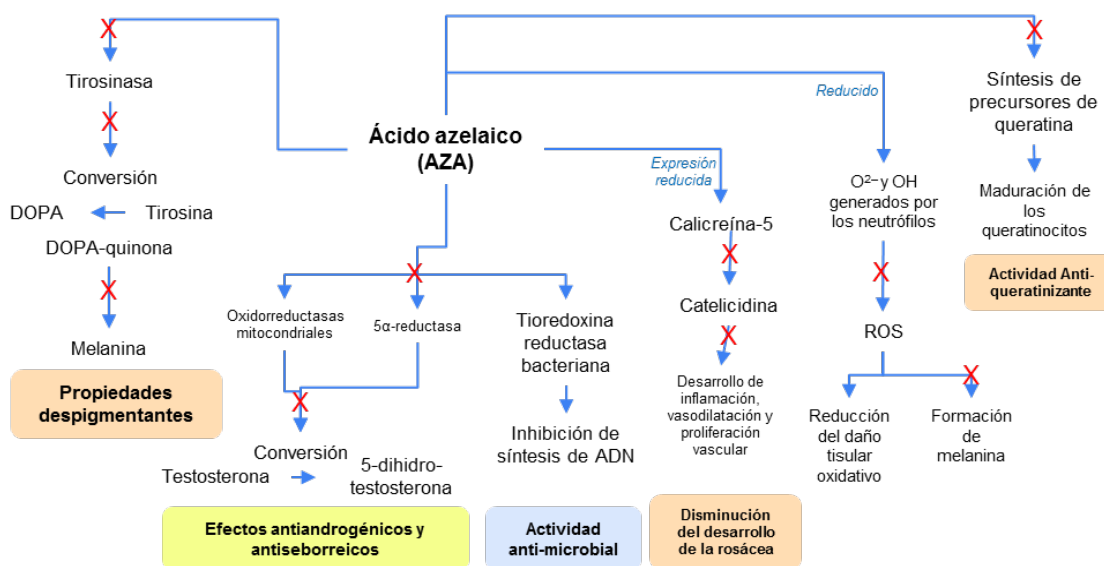 Tirosinasa
Conversión
DOPA
Tirosina
DOPA-quinona
Melanina
Propiedades
despigmentantes
Ácido azelaico
(AZA)
Oxidorreductasas
mitocondriales
5α-reductasa
Conversión
Testosterona
5-dihidro-
testosterona
Efectos antiandrogénicos y
antiseborreicos
Tioredoxina
reductasa
bacteriana
Inhibición de
síntesis de ADN
Actividad
anti-microbial
Expresión
reducida
Calicreína-5
Catelicidina
Desarrollo de
inflamación,
vasodilatación y
proliferación
vascular
Disminución
del desarrollo
de la rosácea
Reducido
O²⁻ y OH
generados por
los neutrófilos
ROS
Reducción
del daño
tisular
oxidativo
Formación
de
melanina
Síntesis de
precursores de
queratina
Maduración de
los
queratinocitos
Actividad Anti-
queratinizante